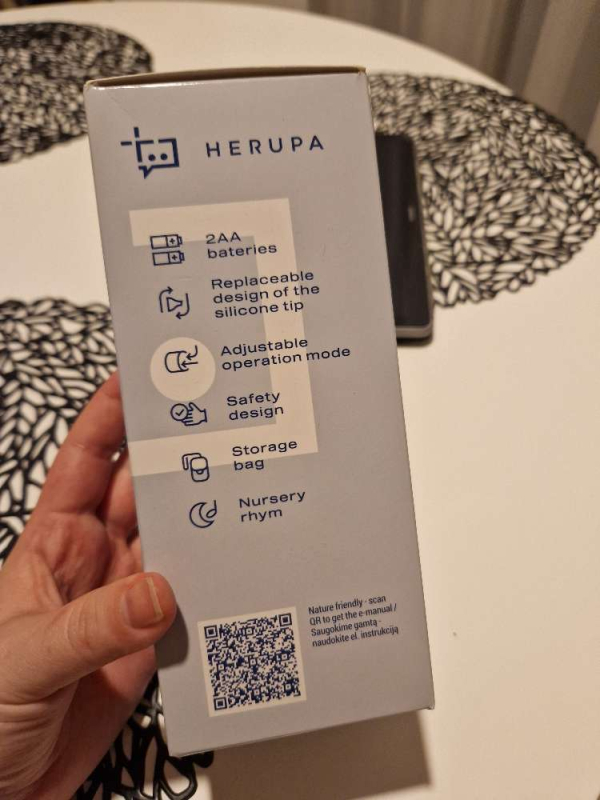 HERUPA
2AA
bateries
Replaceable
design of the
silicone tip
Adjustable
operation mode
Safety
design
Storage
bag
Nursery
rhym
Nature friendly - scan
QR to get the e-manual /
Saugokime gamtą -
naudokite el. instrukciją